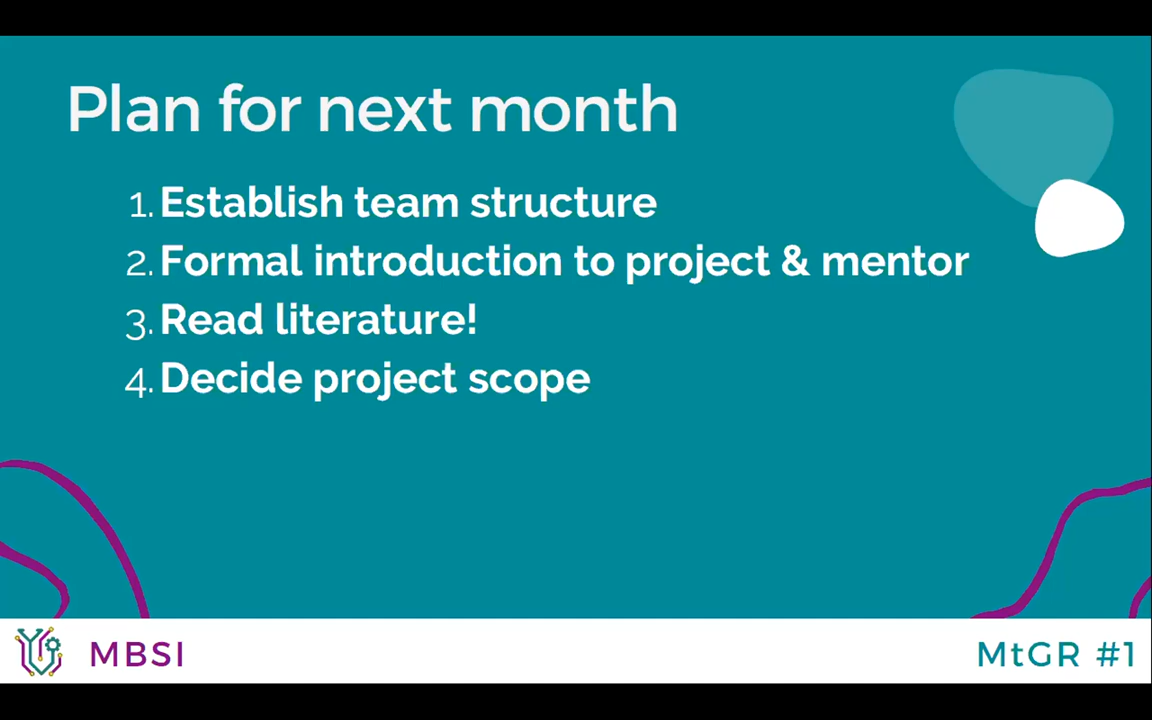 Plan for next month
1. Establish team structure
2. Formal introduction to project & mentor
3. Read literature!
4. Decide project scope
MBSI
MtGR #1